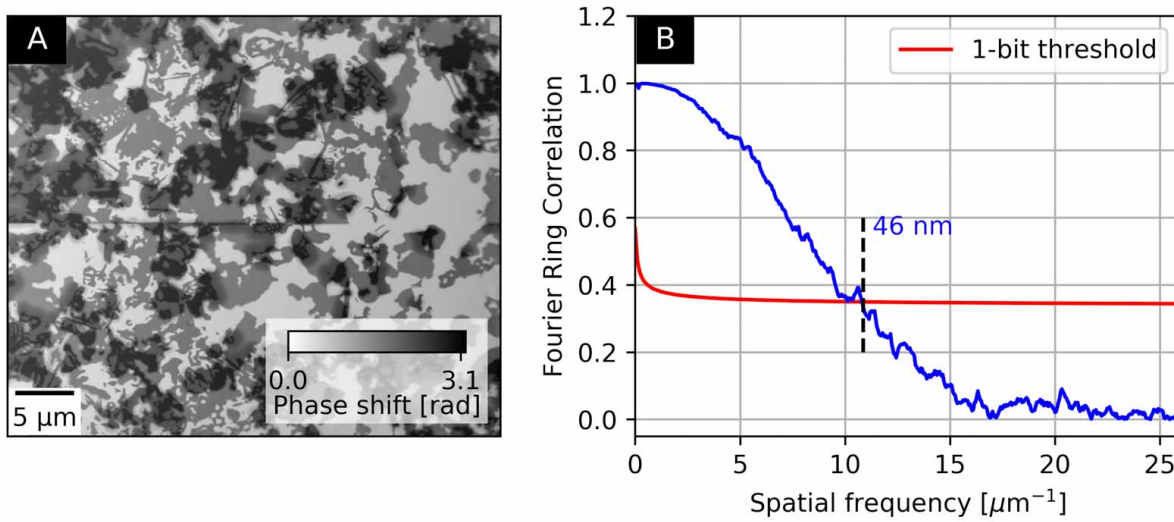 A
0.0 3.1
Phase shift [rad]
5 μm
B
1-bit threshold
46 nm
1.2
1.0
0.8
0.6
0.4
0.2
0.0
0 5 10 15 20 25
Fourier Ring Correlation
Spatial frequency [μm⁻¹]